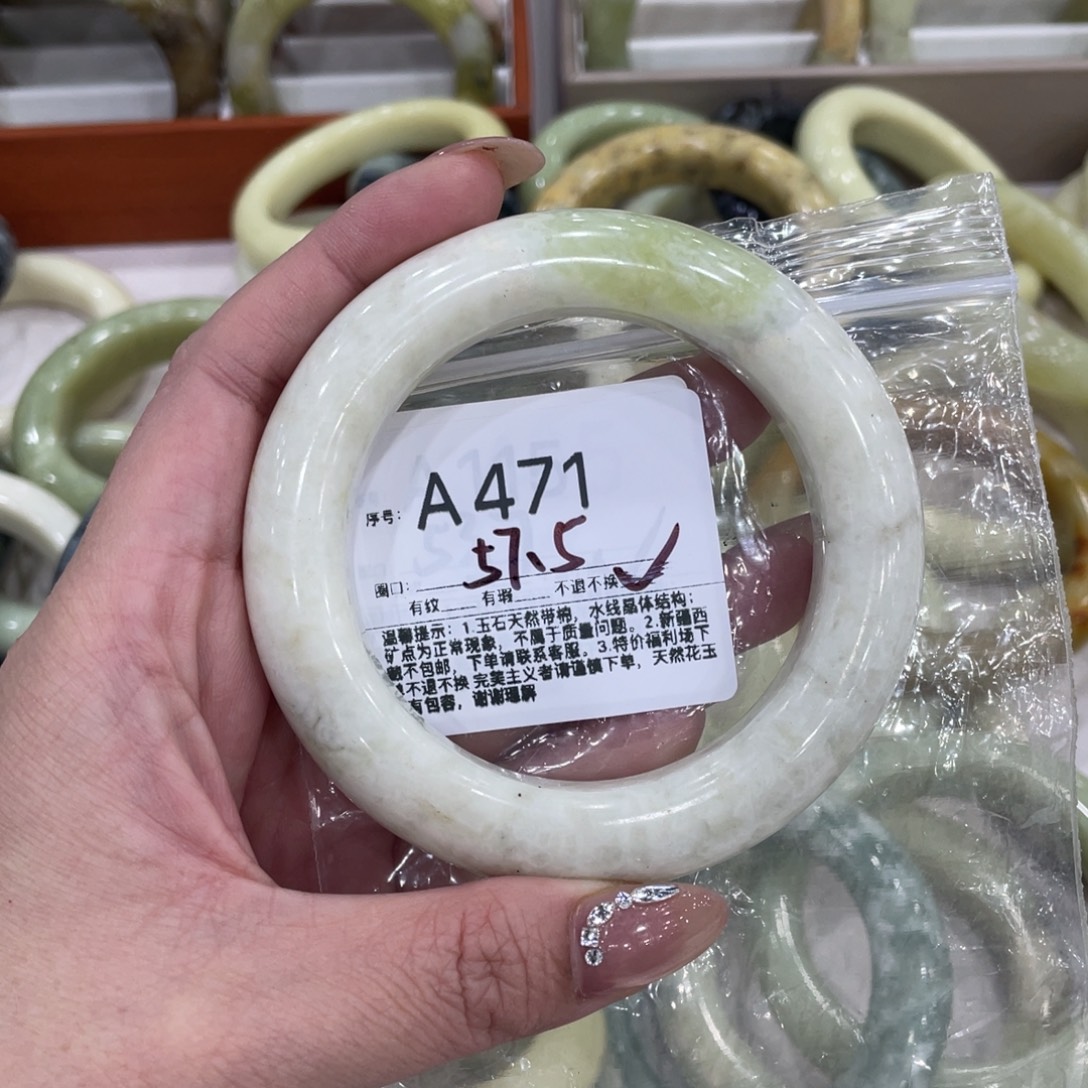 序号: A471
圈口: 57.5
有纹 有瑕 不退不换 ✓
温馨提示：1.玉石天然带棉，水线晶体结构；
矿点为正常现象，不属于质量问题。2.新疆西
藏不包邮，下单请联系客服。3.特价福利场下
不退不换 完美主义者请谨慎下单，天然花玉
有包容，谢谢理解